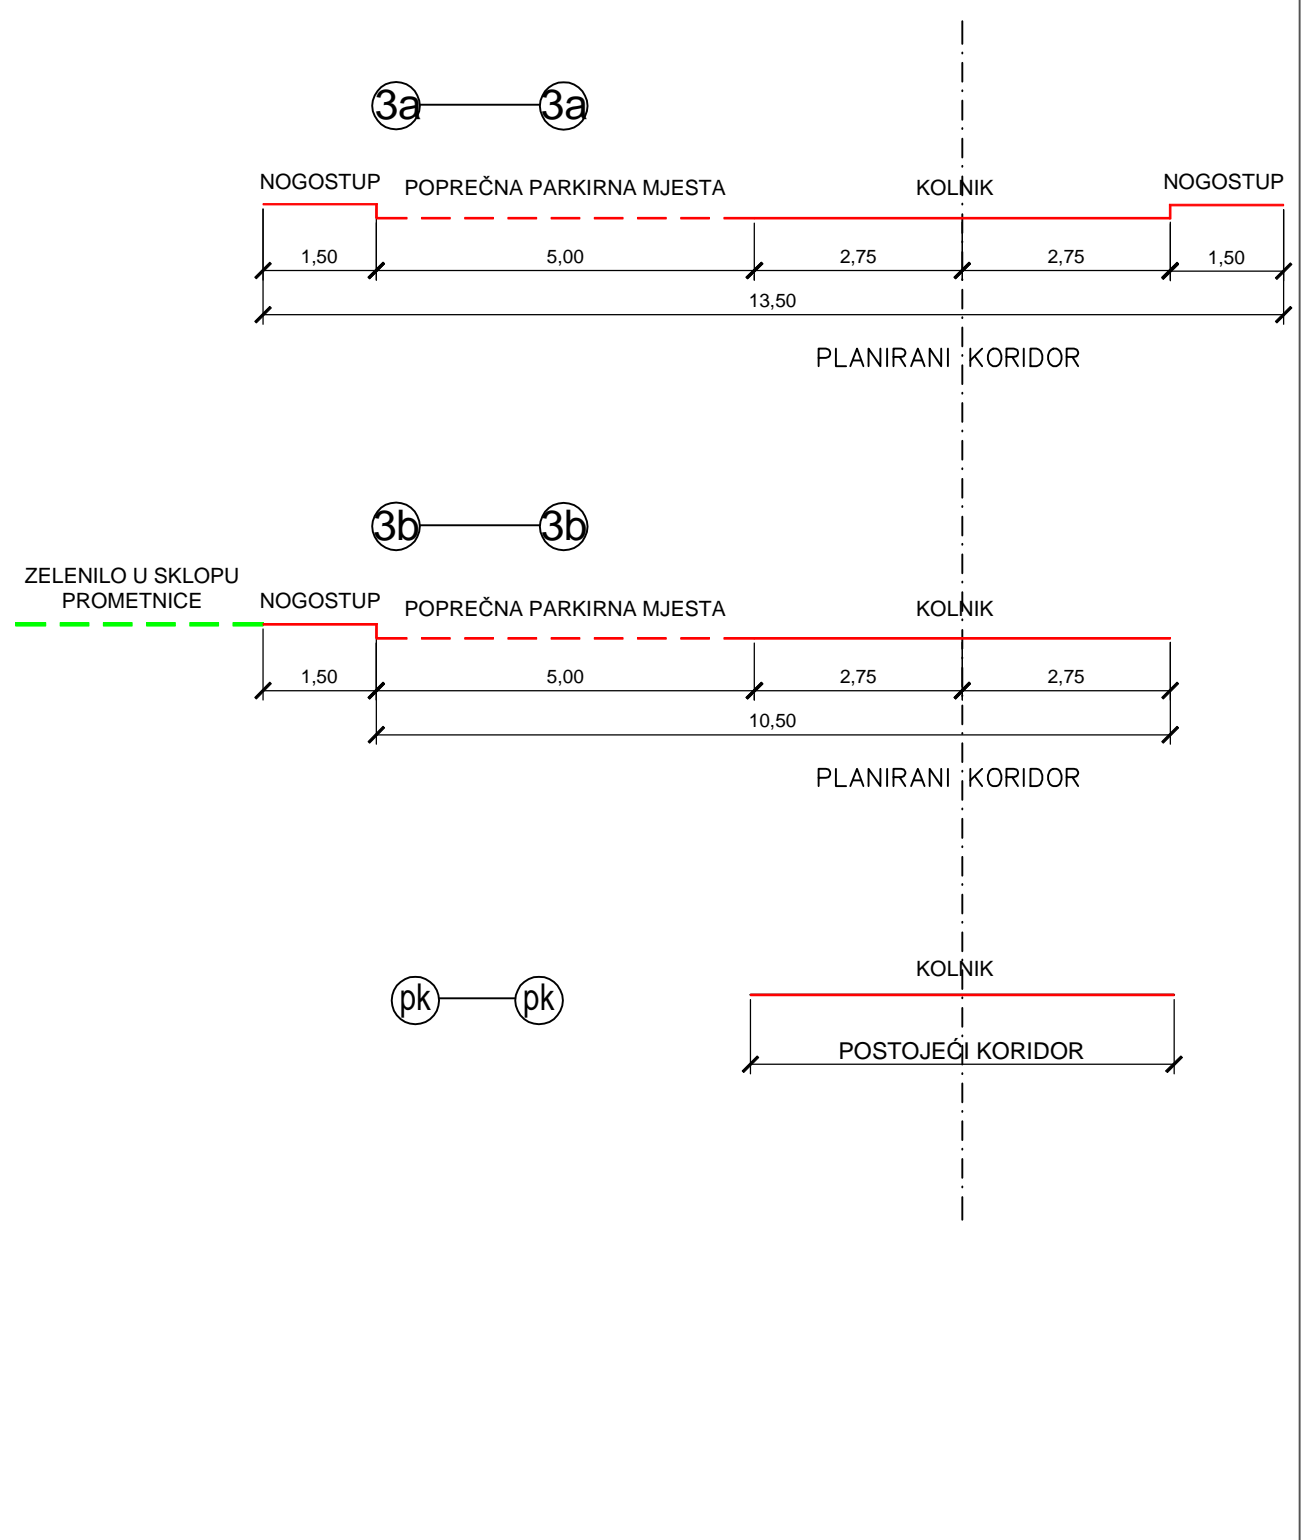 3a 3a
NOGOSTUP POPREČNA PARKIRNA MJESTA KOLNIK NOGOSTUP
1,50 5,00 2,75 2,75 1,50
13,50
PLANIRANI KORIDOR
3b 3b
ZELENILO U SKLOPU
PROMETNICE NOGOSTUP POPREČNA PARKIRNA MJESTA KOLNIK
1,50 5,00 2,75 2,75
10,50
PLANIRANI KORIDOR
KOLNIK
pk pk
POSTOJEĆI KORIDOR